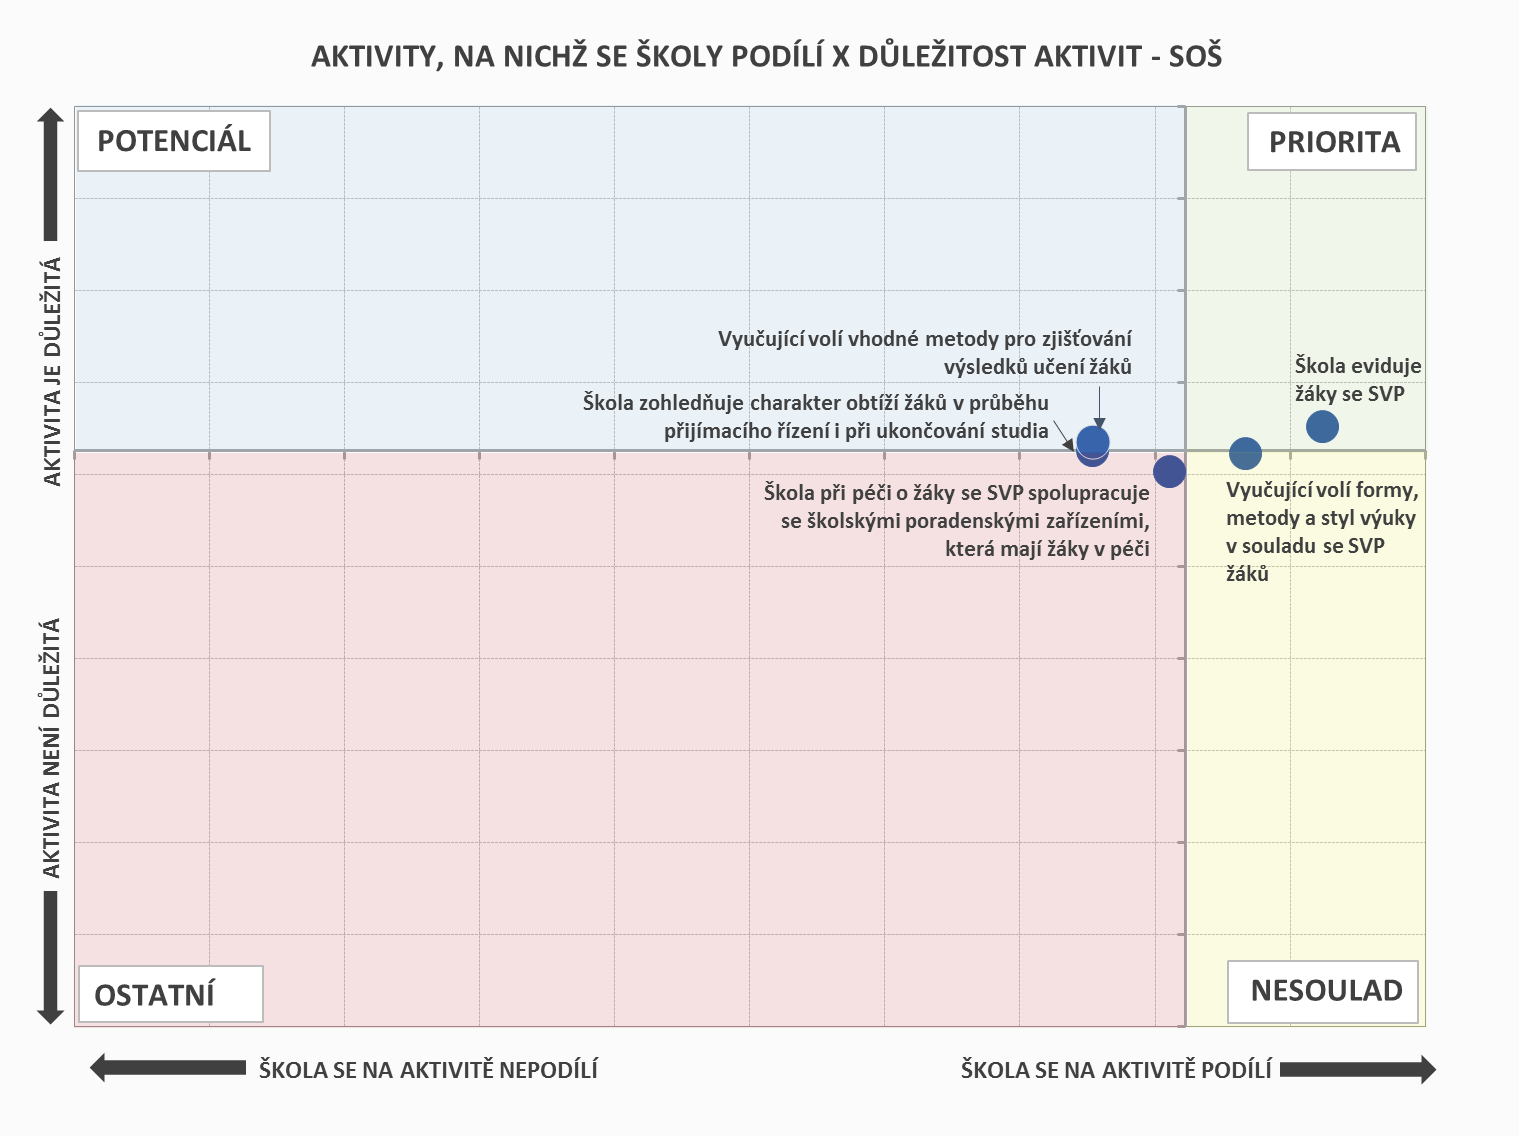 AKTIVITY, NA NICHŽ SE ŠKOLY PODÍLÍ X DŮLEŽITOST AKTIVIT - SOŠ
POTENCIÁL
PRIORITA
AKTIVITA JE DŮLEŽITÁ
Vyučující volí vhodné metody pro zjišťování
výsledků učení žáků
Škola eviduje
žáky se SVP
Škola zohledňuje charakter obtíží žáků v průběhu
přijímacího řízení i při ukončování studia
Škola při péči o žáky se SVP spolupracuje
se školskými poradenskými zařízeními,
která mají žáky v péči
Vyučující volí formy,
metody a styl výuky
v souladu se SVP
žáků
AKTIVITA NENÍ DŮLEŽITÁ
OSTATNÍ
NESOULAD
ŠKOLA SE NA AKTIVITĚ NEPODÍLÍ
ŠKOLA SE NA AKTIVITĚ PODÍLÍ